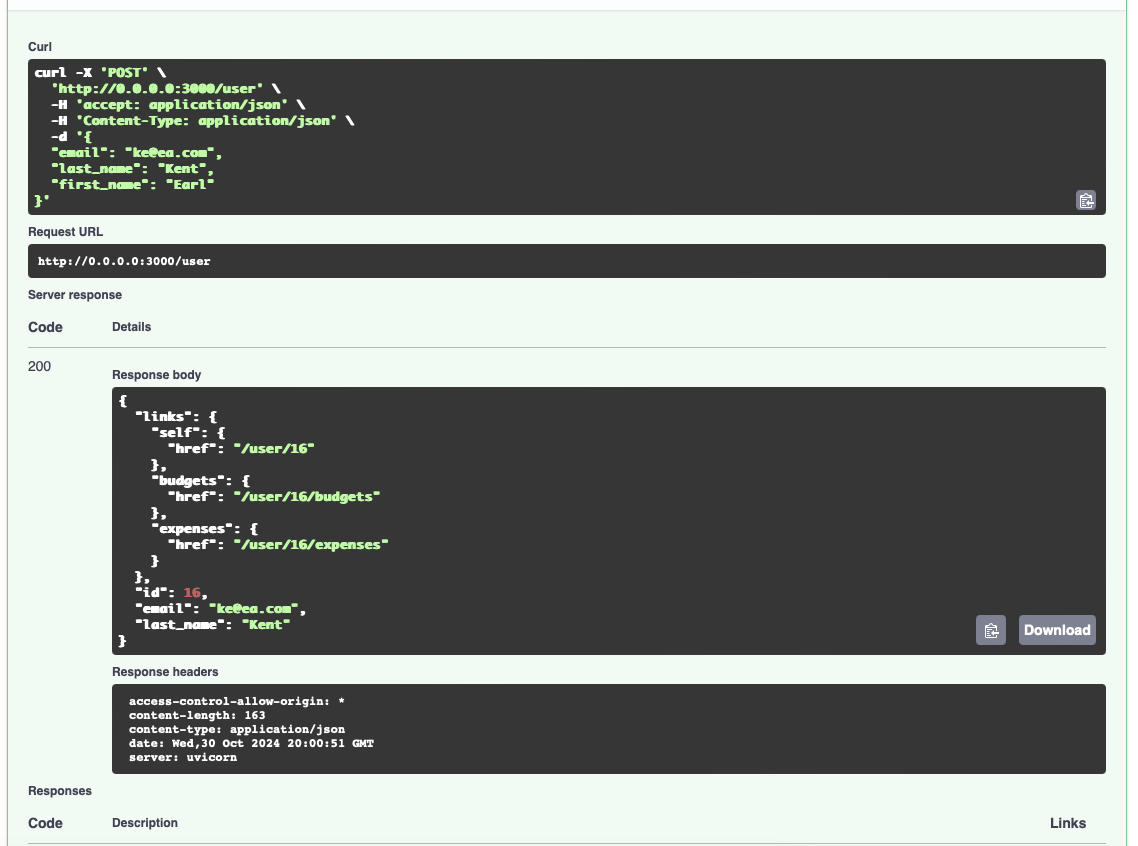 Curl
curl -X 'POST' \
  'http://0.0.0.0:3000/user' \
  -H 'accept: application/json' \
  -H 'Content-Type: application/json' \
  -d '{
  "email": "ke@ea.com",
  "last_name": "Kent",
  "first_name": "Earl"
}'
Request URL
http://0.0.0.0:3000/user
Server response
Code Details
200
Response body
{
  "links": {
    "self": {
      "href": "/user/16"
    },
    "budgets": {
      "href": "/user/16/budgets"
    },
    "expenses": {
      "href": "/user/16/expenses"
    }
  },
  "id": 16,
  "email": "ke@ea.com",
  "last_name": "Kent"
}
Download
Response headers
access-control-allow-origin: *
content-length: 163
content-type: application/json
date: Wed,30 Oct 2024 20:00:51 GMT
server: uvicorn
Responses
Code Description Links